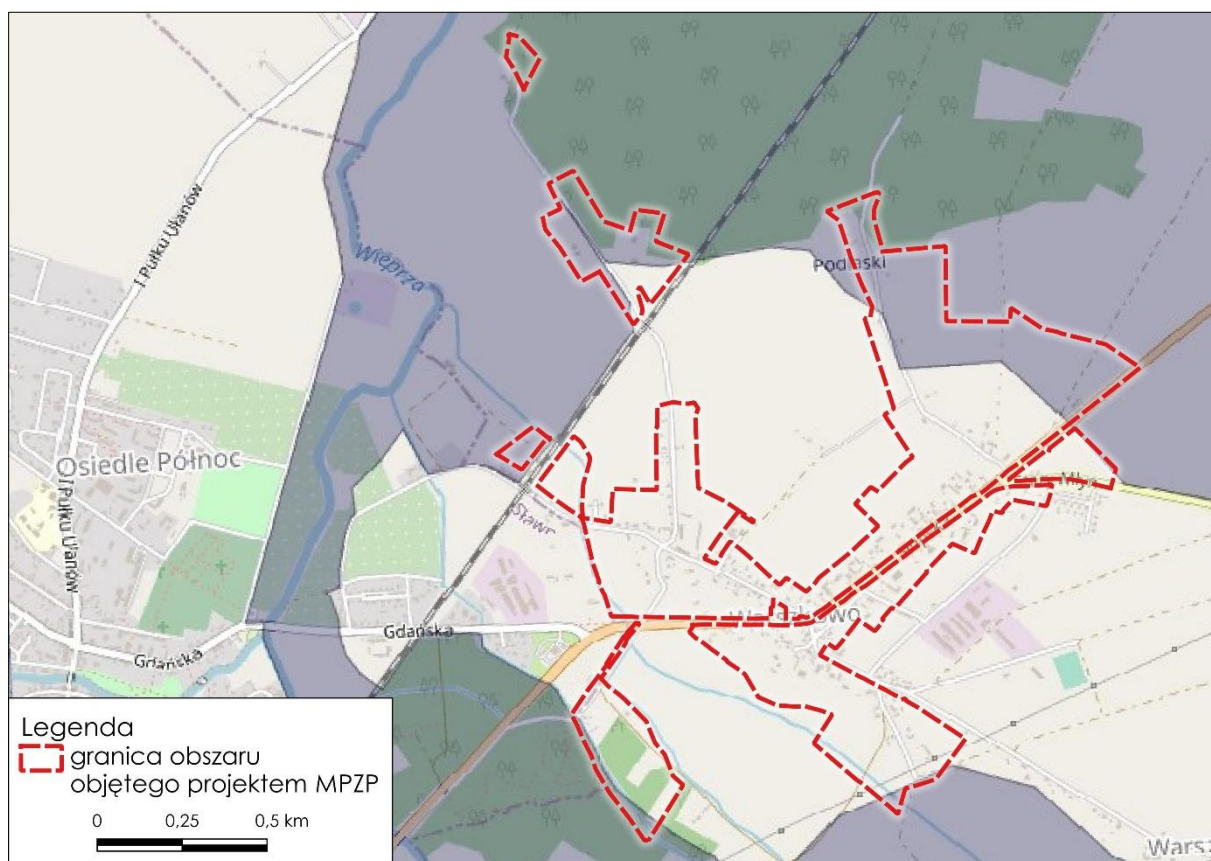 I Pułku Ułanów
Wieprza
Podlaski
Osiedle Północ
I Pułku Ułanów
Gdańska
Gdańska
Legenda
granica obszaru
objętego projektem MPZP
0 0,25 0,5 km